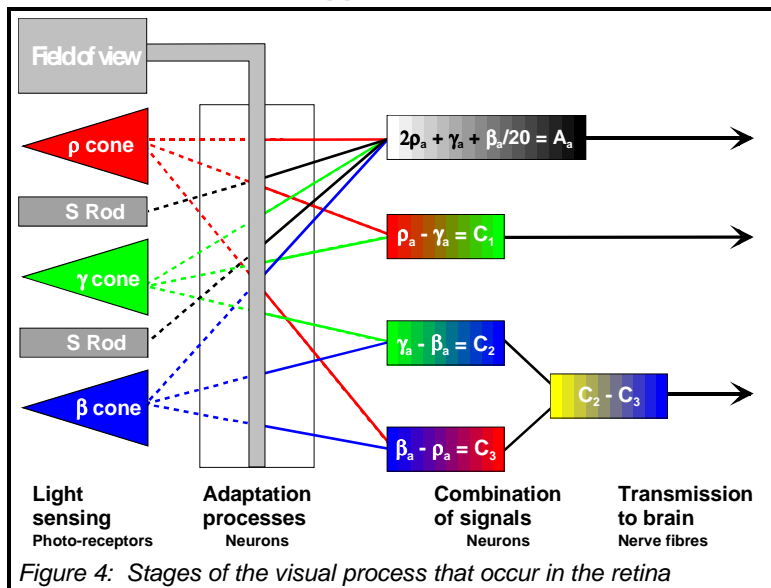 Field of view
ρ cone
S Rod
γ cone
S Rod
β cone
2ρₐ + γₐ + βₐ/20 = Aₐ
ρₐ - γₐ = C₁
γₐ - βₐ = C₂
βₐ - ρₐ = C₃
C₂ - C₃
Light
sensing
Photo-receptors
Adaptation
processes
Neurons
Combination
of signals
Neurons
Transmission
to brain
Nerve fibres
Figure 4: Stages of the visual process that occur in the retina